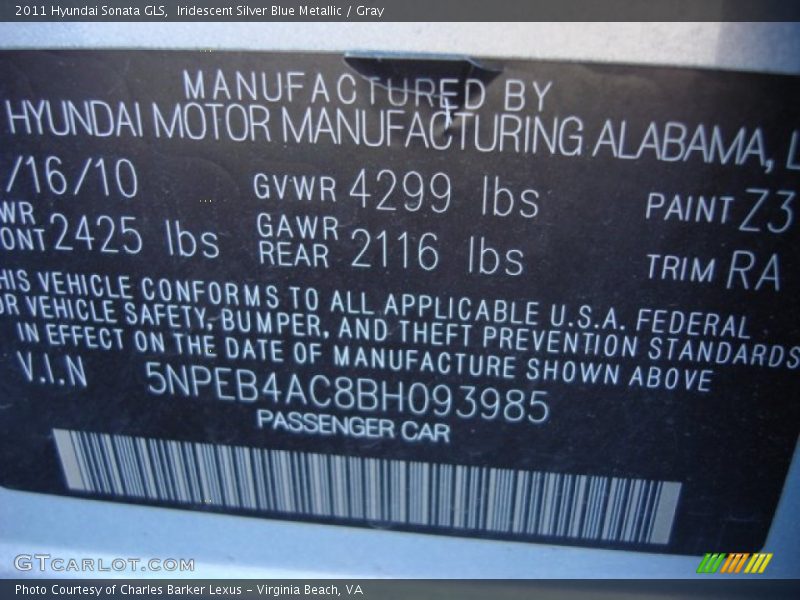 2011 Hyundai Sonata GLS, Iridescent Silver Blue Metallic / Gray
MANUFACTURED BY
HYUNDAI MOTOR MANUFACTURING ALABAMA, L
/16/10 GVWR 4299 lbs PAINT Z3
WR ONT 2425 lbs GAWR REAR 2116 lbs TRIM RA
HIS VEHICLE CONFORMS TO ALL APPLICABLE U.S.A. FEDERAL
OR VEHICLE SAFETY, BUMPER, AND THEFT PREVENTION STANDARDS
IN EFFECT ON THE DATE OF MANUFACTURE SHOWN ABOVE
V.I.N 5NPEB4AC8BH093985
PASSENGER CAR
GTCARLOT.COM
Photo Courtesy of Charles Barker Lexus - Virginia Beach, VA